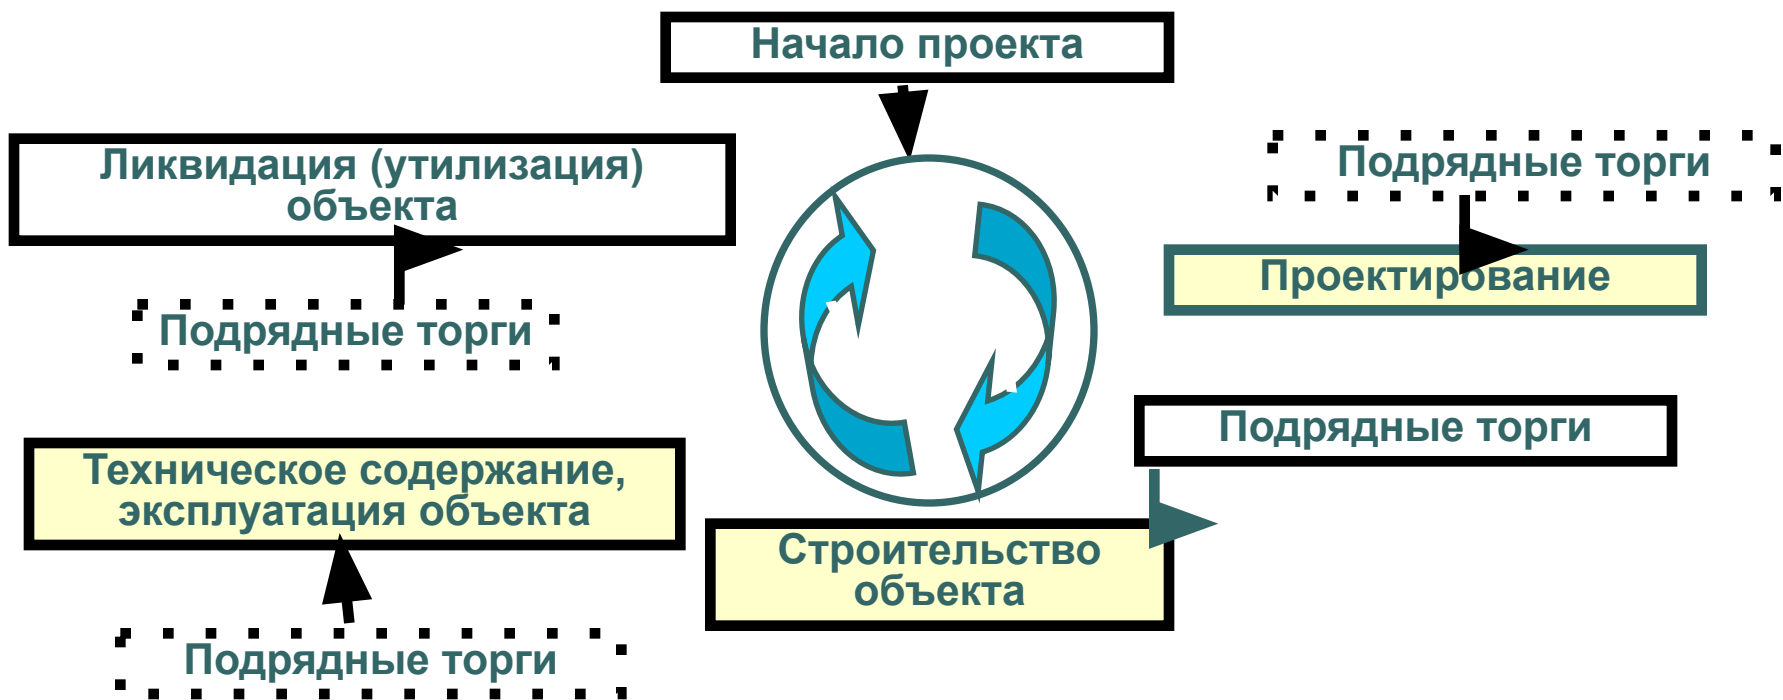 Начало проекта
Ликвидация (утилизация)
объекта
Подрядные торги
Подрядные торги
Проектирование
Подрядные торги
Техническое содержание,
эксплуатация объекта
Подрядные торги
Строительство
объекта